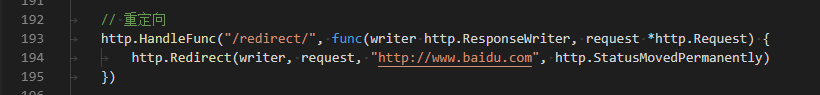 192 // 重定向
193 http.HandleFunc("/redirect/", func(writer http.ResponseWriter, request *http.Request) {
194 http.Redirect(writer, request, "http://www.baidu.com", http.StatusMovedPermanently)
195 })